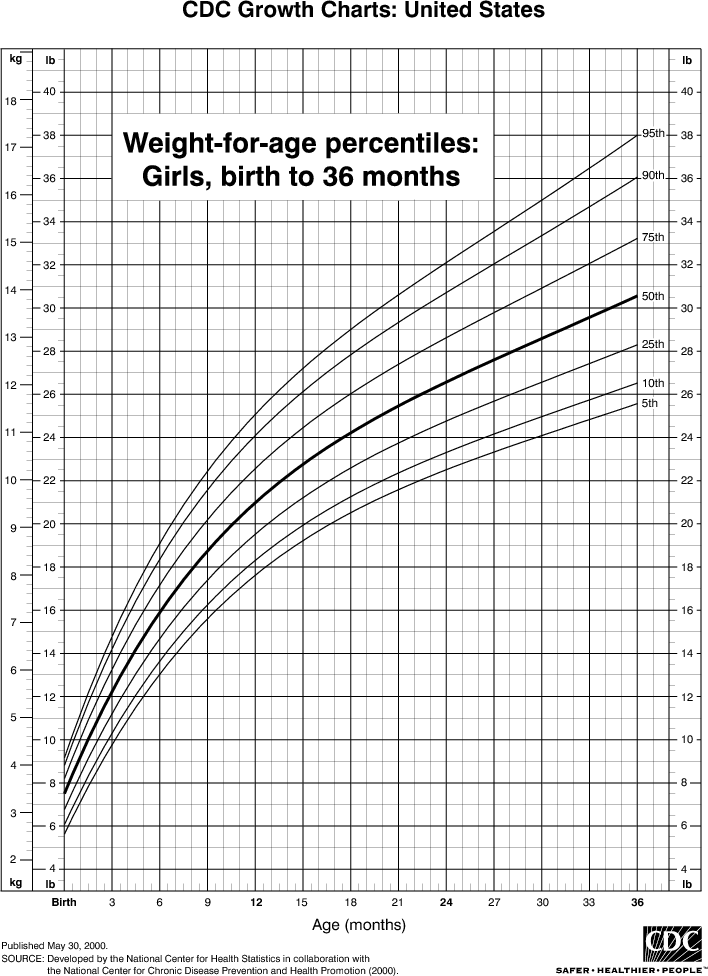 CDC Growth Charts: United States
kg
lb
lb
40
40
18
38
95th
38
Weight-for-age percentiles:
17
Girls, birth to 36 months
36
90th
36
16
34
34
75th
15
32
32
14
50th
30
30
13
28
25th
28
12
10th
26
26
5th
11
24
24
10
22
22
9
20
20
8
18
18
7
16
16
6
14
14
12
12
5
10
10
4
8
8
3
6
6
2
4
4
kg
lb
lb
Birth 3 6 9 12 15 18 21 24 27 30 33 36
Age (months)
Published May 30, 2000.
SOURCE: Developed by the National Center for Health Statistics in collaboration with
the National Center for Chronic Disease Prevention and Health Promotion (2000).
CDC
SAFER • HEALTHIER • PEOPLE™